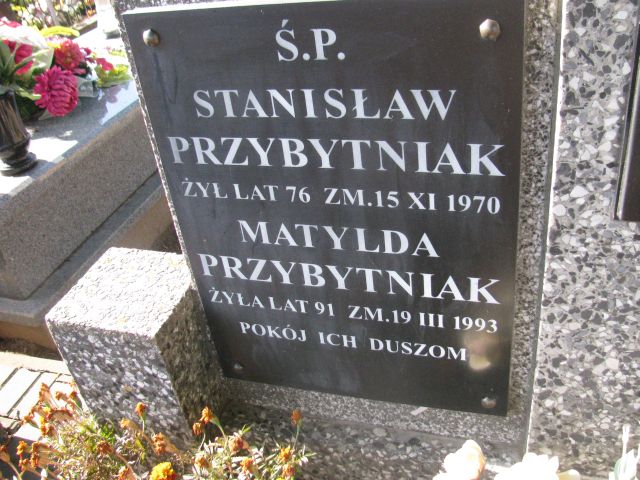 Ś.P.
STANISŁAW
PRZYBYTNIAK
ŻYŁ LAT 76 ZM.15 XI 1970
MATYLDA
PRZYBYTNIAK
ŻYŁA LAT 91 ZM.19 III 1993
POKÓJ ICH DUSZOM